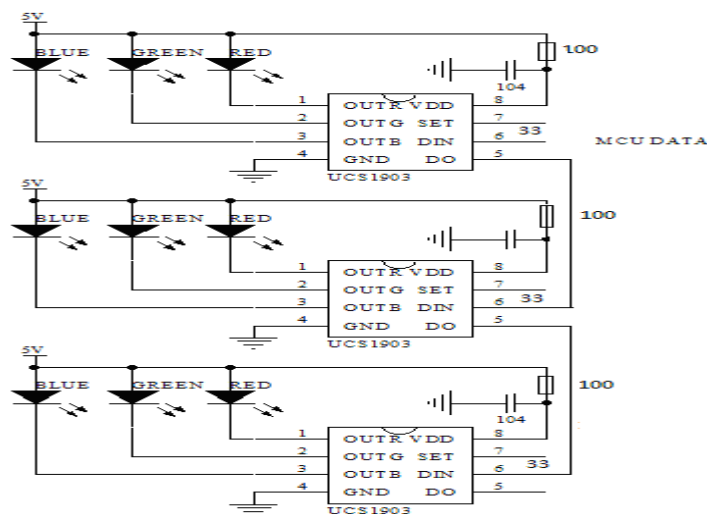 5V
BLUE GREEN RED 100
104
1 OUTR VDD 8
2 OUTG SET 7
33
3 OUTB DIN 6 MCU DATA
4 GND DO 5
UCS1903
5V
BLUE GREEN RED 100
1 OUTR VDD 8
2 OUTG SET 7
33
3 OUTB DIN 6
4 GND DO 5
UCS1903
5V
BLUE GREEN RED 100
104
1 OUTR VDD 8
2 OUTG SET 7
33
3 OUTB DIN 6
4 GND DO 5
UCS1903